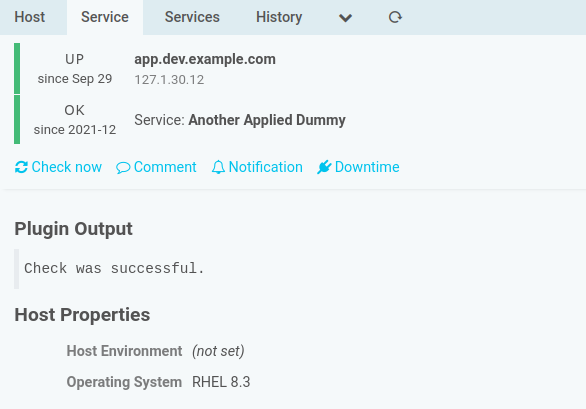 Host Service Services History
UP
since Sep 29
app.dev.example.com
127.1.30.12
OK
since 2021-12
Service: Another Applied Dummy
Check now Comment Notification Downtime
Plugin Output
Check was successful.
Host Properties
Host Environment (not set)
Operating System RHEL 8.3